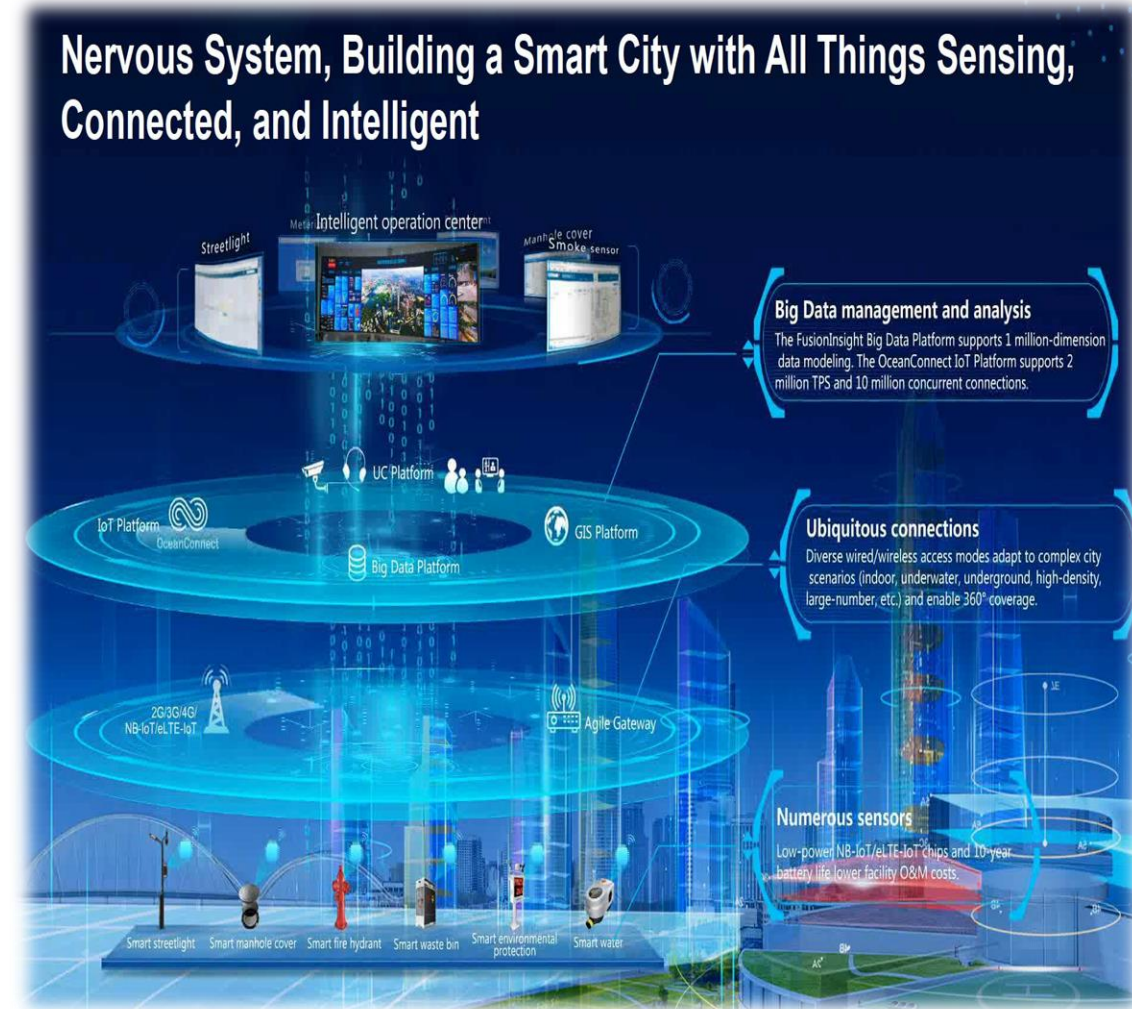 Nervous System, Building a Smart City with All Things Sensing,
Connected, and Intelligent
Intelligent operation center
Streetlight
Manhole cover
Smoke sensor
Big Data management and analysis
The FusionInsight Big Data Platform supports 1 million-dimension
data modeling. The OceanConnect IoT Platform supports 2
million TPS and 10 million concurrent connections.
UC Platform
IoT Platform
OceanConnect
GIS Platform
Big Data Platform
Ubiquitous connections
Diverse wired/wireless access modes adapt to complex city
scenarios (indoor, underwater, underground, high-density,
large-number, etc.) and enable 360° coverage.
2G/3G/4G/
NB-IoT/eLTE-IoT
Agile Gateway
Numerous sensors
Low-power NB-IoT/eLTE-IoT chips and 10-year
battery life lower facility O&M costs.
Smart streetlight
Smart manhole cover
Smart fire hydrant
Smart waste bin
Smart environmental
protection
Smart water